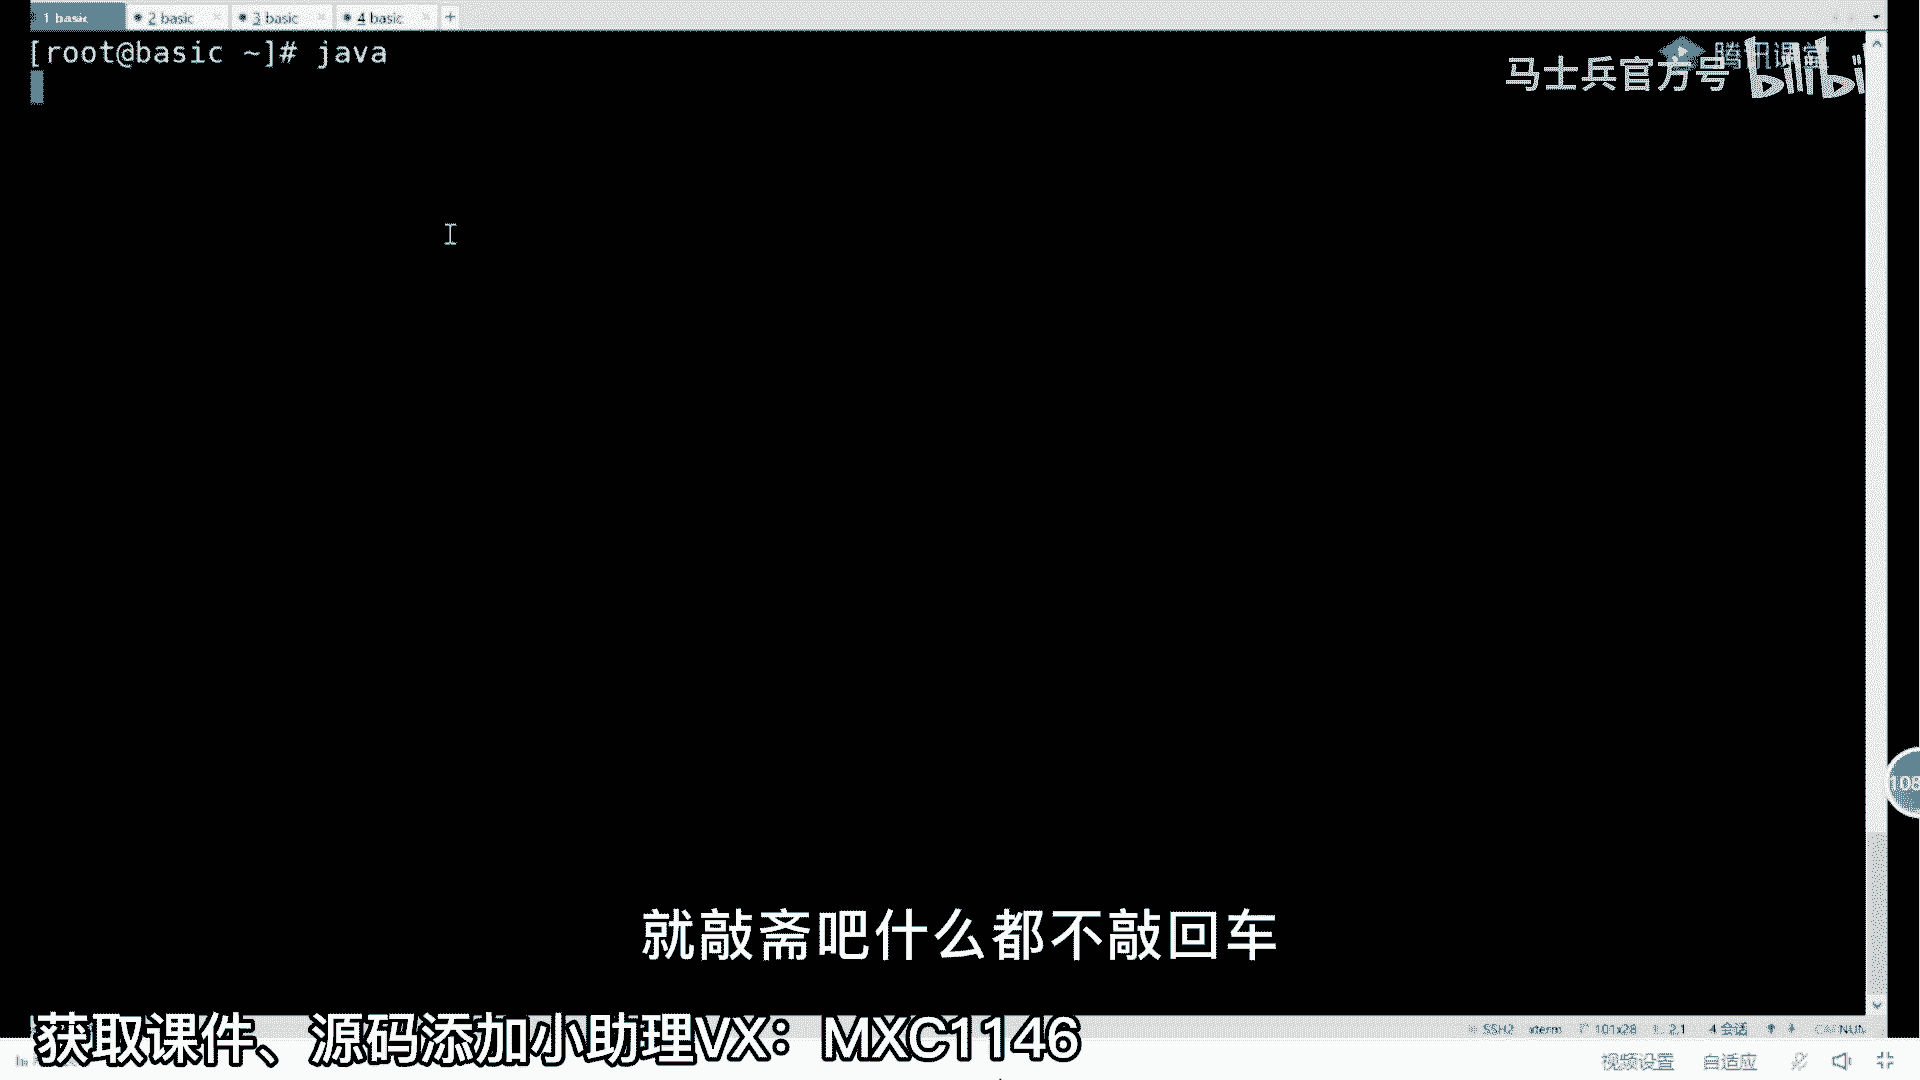 1 basic
2 basic
3 basic
4 basic
+
[root@basic ~]# java
腾讯课堂
马士兵官方号
bilibi
108
就敲斋吧什么都不敲回车
获取课件、源码添加小助理VX：MXC1146
SSH2 xterm 101x28 2,1 4 会话 CAP NUM
视频设置 自适应